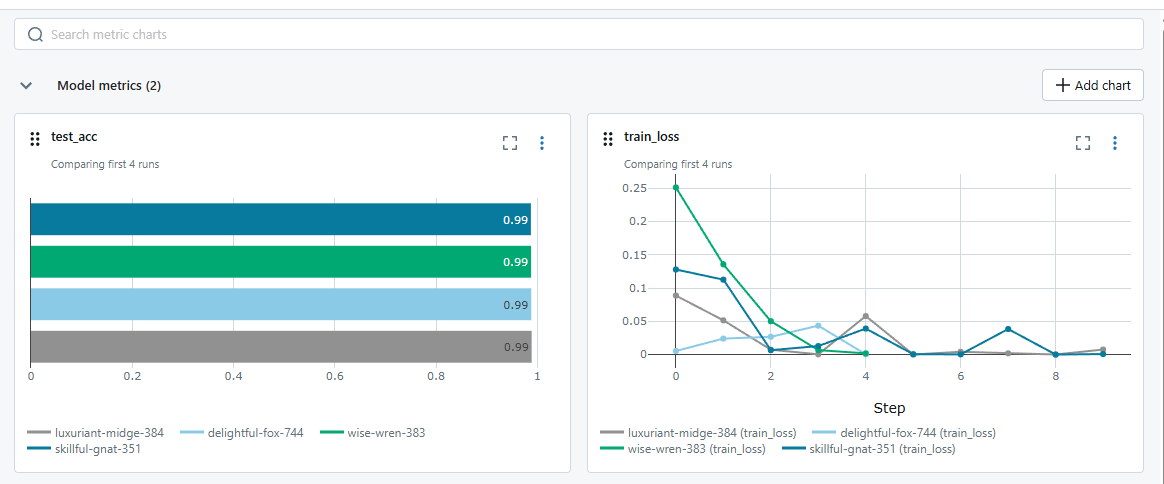 Search metric charts
Model metrics (2)
Add chart
test_acc
Comparing first 4 runs
0.99
0.99
0.99
0.99
0 0.2 0.4 0.6 0.8 1
luxuriant-midge-384 delightful-fox-744 wise-wren-383
skillful-gnat-351
train_loss
Comparing first 4 runs
0.25
0.2
0.15
0.1
0.05
0
0 2 4 6 8
Step
luxuriant-midge-384 (train_loss) delightful-fox-744 (train_loss)
wise-wren-383 (train_loss) skillful-gnat-351 (train_loss)